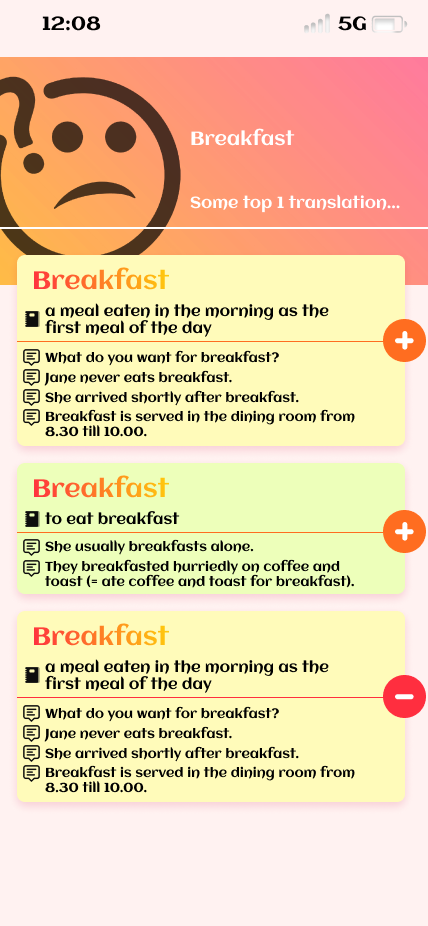 12:08
5G
Breakfast
Some top 1 translation...
Breakfast
a meal eaten in the morning as the
first meal of the day
What do you want for breakfast?
Jane never eats breakfast.
She arrived shortly after breakfast.
Breakfast is served in the dining room from
8.30 till 10.00.
Breakfast
to eat breakfast
She usually breakfasts alone.
They breakfasted hurriedly on coffee and
toast (= ate coffee and toast for breakfast).
Breakfast
a meal eaten in the morning as the
first meal of the day
What do you want for breakfast?
Jane never eats breakfast.
She arrived shortly after breakfast.
Breakfast is served in the dining room from
8.30 till 10.00.